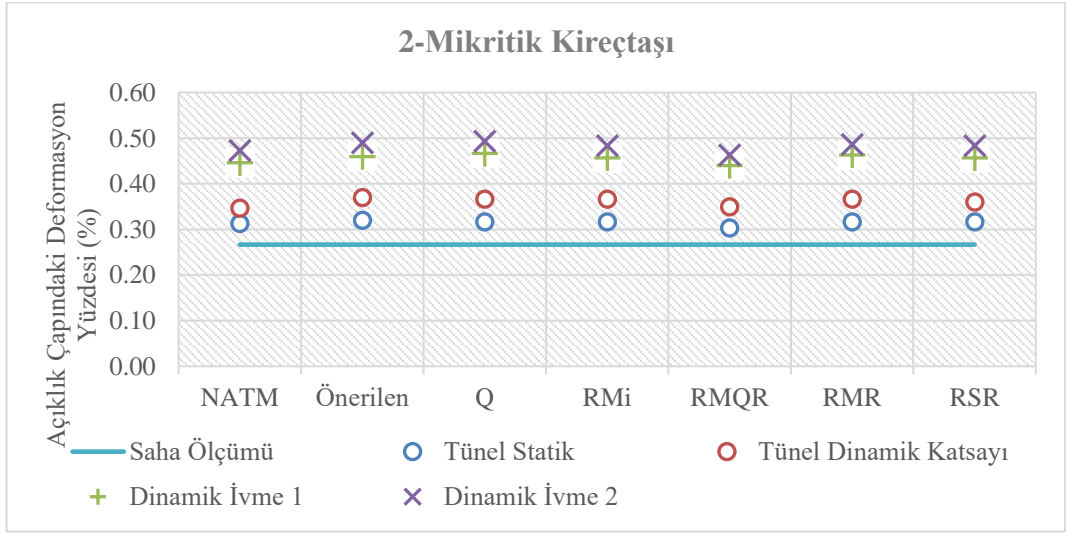 2-Mikritik Kireçtaşı
Açıklık Çapındaki Deformasyon
Yüzdesi (%)
0.60
0.50
0.40
0.30
0.20
0.10
0.00
NATM Önerilen Q RMi RMQR RMR RSR
Saha Ölçümü Tünel Statik Tünel Dinamik Katsayı
Dinamik İvme 1 Dinamik İvme 2